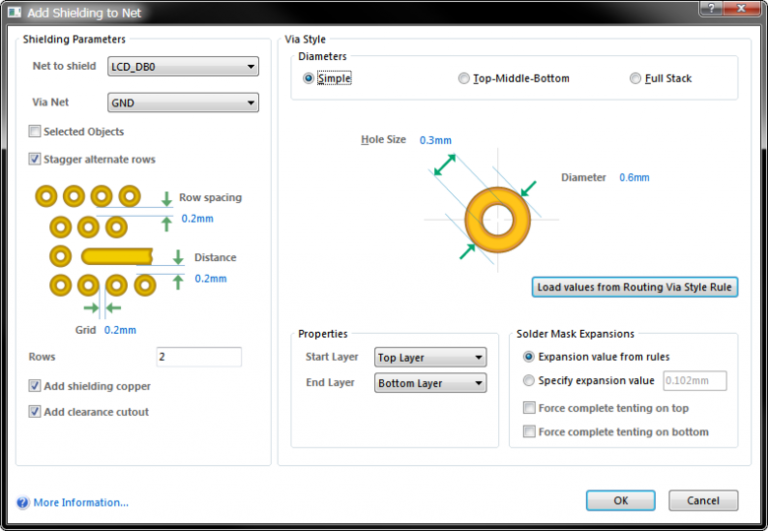 Add Shielding to Net
Shielding Parameters
Net to shield LCD_DB0
Via Net GND
Selected Objects
Stagger alternate rows
Row spacing
0.2mm
Distance
0.2mm
Grid 0.2mm
Rows 2
Add shielding copper
Add clearance cutout
Via Style
Diameters
Simple Top-Middle-Bottom Full Stack
Hole Size 0.3mm
Diameter 0.6mm
Load values from Routing Via Style Rule
Properties
Start Layer Top Layer
End Layer Bottom Layer
Solder Mask Expansions
Expansion value from rules
Specify expansion value 0.102mm
Force complete tenting on top
Force complete tenting on bottom
More Information...
OK Cancel